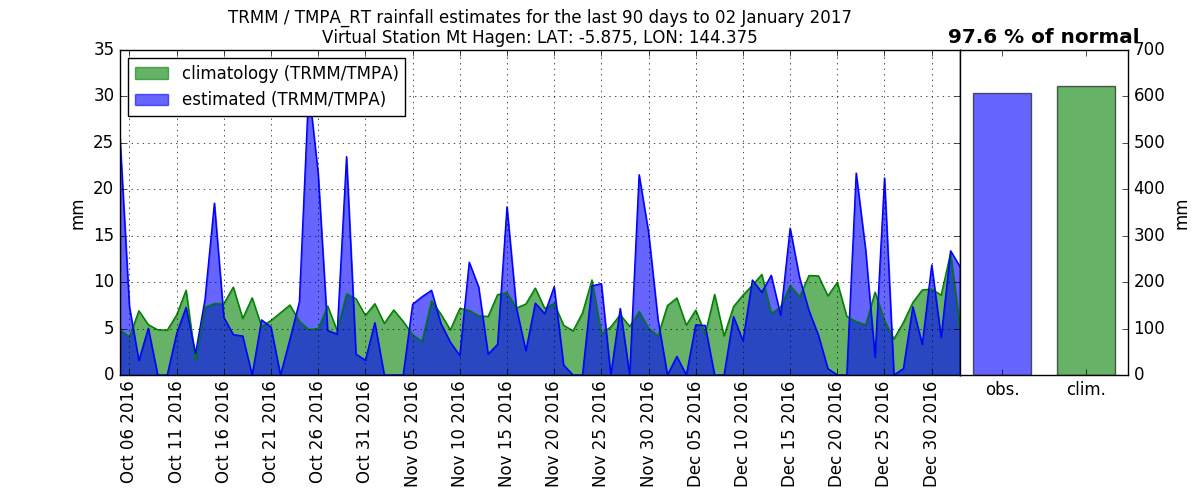 TRMM / TMPA_RT rainfall estimates for the last 90 days to 02 January 2017
Virtual Station Mt Hagen: LAT: -5.875, LON: 144.375
97.6 % of normal
climatology (TRMM/TMPA)
estimated (TRMM/TMPA)
35
30
25
20
15
10
5
0
mm
700
600
500
400
300
200
100
0
mm
Oct 06 2016
Oct 11 2016
Oct 16 2016
Oct 21 2016
Oct 26 2016
Oct 31 2016
Nov 05 2016
Nov 10 2016
Nov 15 2016
Nov 20 2016
Nov 25 2016
Nov 30 2016
Dec 05 2016
Dec 10 2016
Dec 15 2016
Dec 20 2016
Dec 25 2016
Dec 30 2016
obs.
clim.